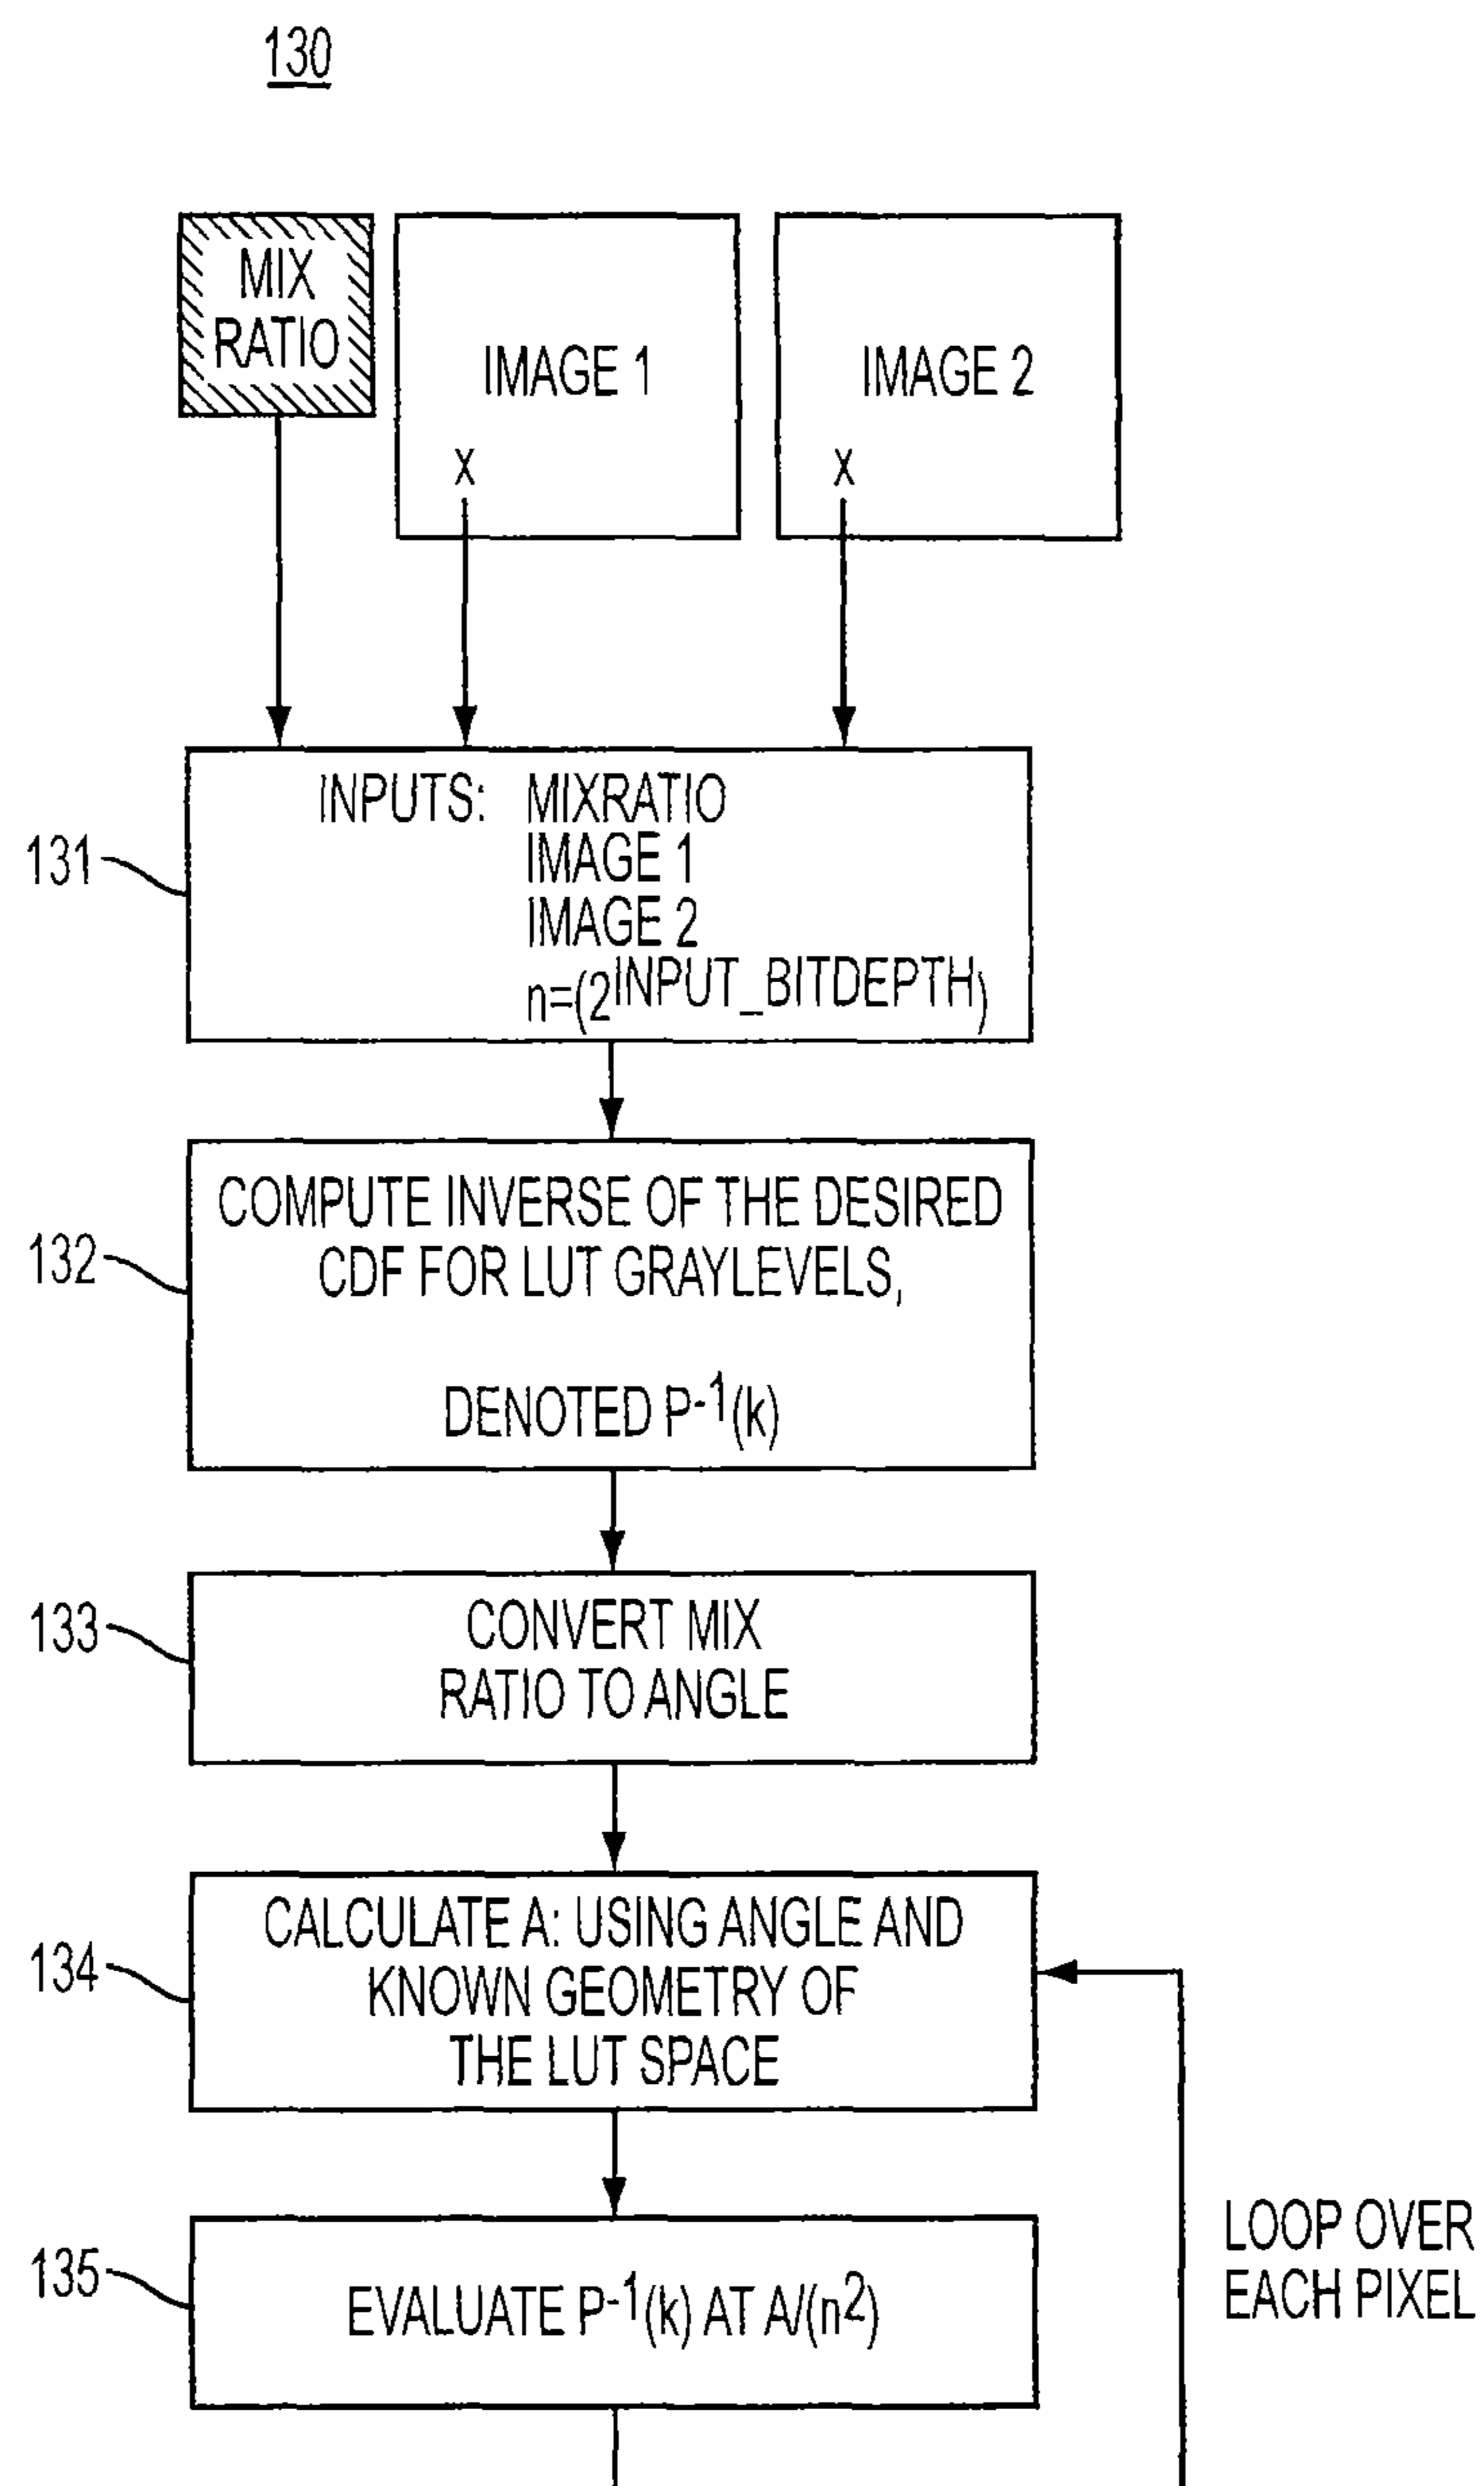 130
MIX
RATIO
IMAGE 1
IMAGE 2
X
X
131
INPUTS: MIXRATIO
IMAGE 1
IMAGE 2
n=(2^INPUT_BITDEPTH)
132
COMPUTE INVERSE OF THE DESIRED
CDF FOR LUT GRAYLEVELS,
DENOTED P-1(k)
133
CONVERT MIX
RATIO TO ANGLE
134
CALCULATE A: USING ANGLE AND
KNOWN GEOMETRY OF
THE LUT SPACE
135
EVALUATE P-1(k) AT A/(n2)
LOOP OVER
EACH PIXEL